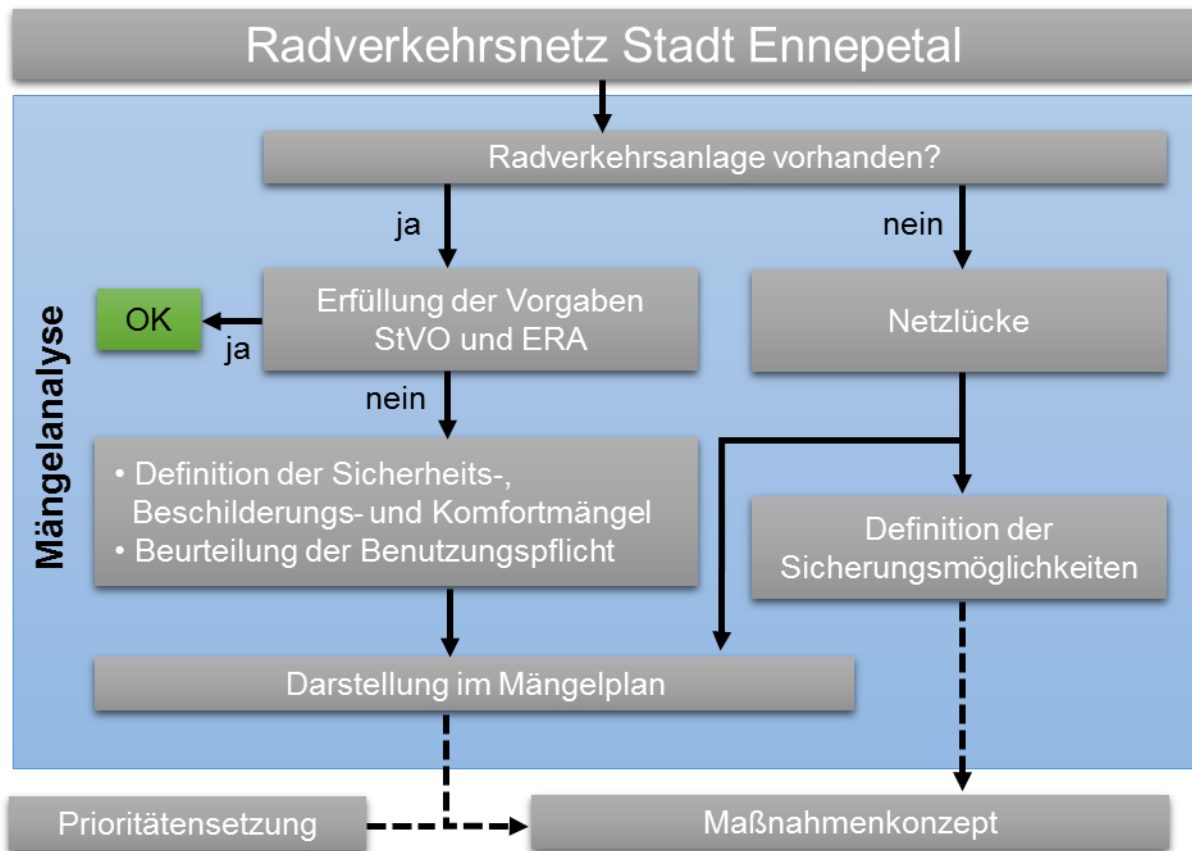 Radverkehrsnetz Stadt Ennepetal
Radverkehrsanlage vorhanden?
ja
nein
Mängelanalyse
OK
ja
Erfüllung der Vorgaben
StVO und ERA
Netzlücke
nein
• Definition der Sicherheits-,
Beschilderungs- und Komfortmängel
• Beurteilung der Benutzungspflicht
Definition der
Sicherungsmöglichkeiten
Darstellung im Mängelplan
Prioritätensetzung
Maßnahmenkonzept